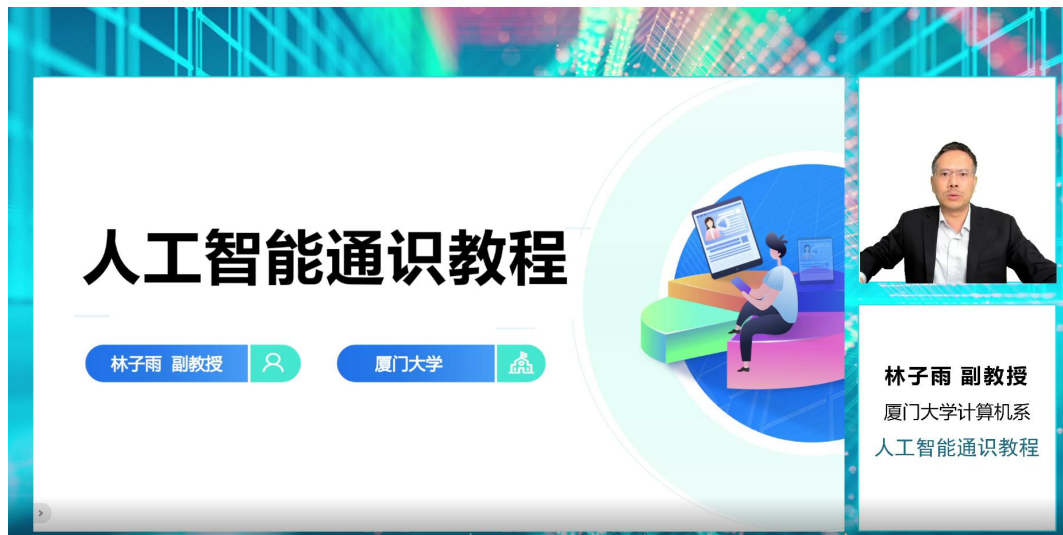 人工智能通识教程
林子雨 副教授
厦门大学
林子雨 副教授
厦门大学计算机系
人工智能通识教程